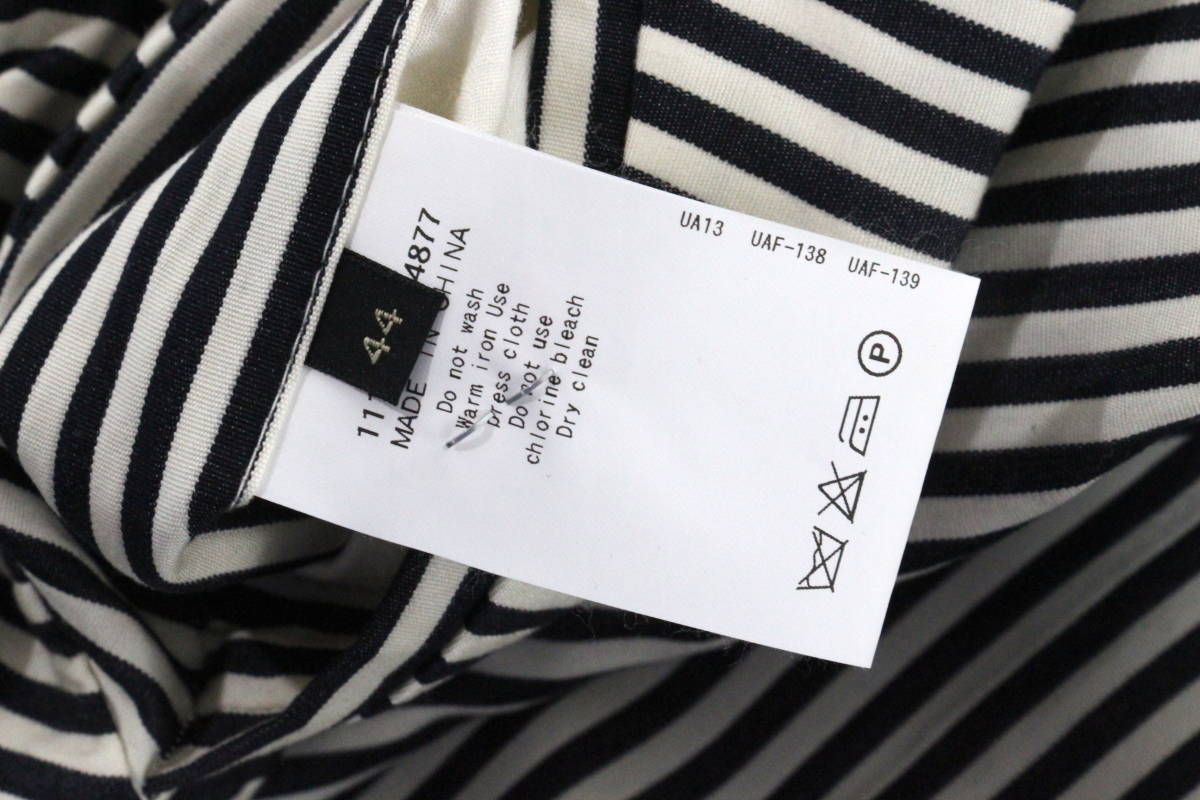 UA13 UAF-138 UAF-139
44
4877
MADE IN CHINA
Do not wash
Warm iron Use
press cloth
Do not use
chlorine bleach
Dry clean
P